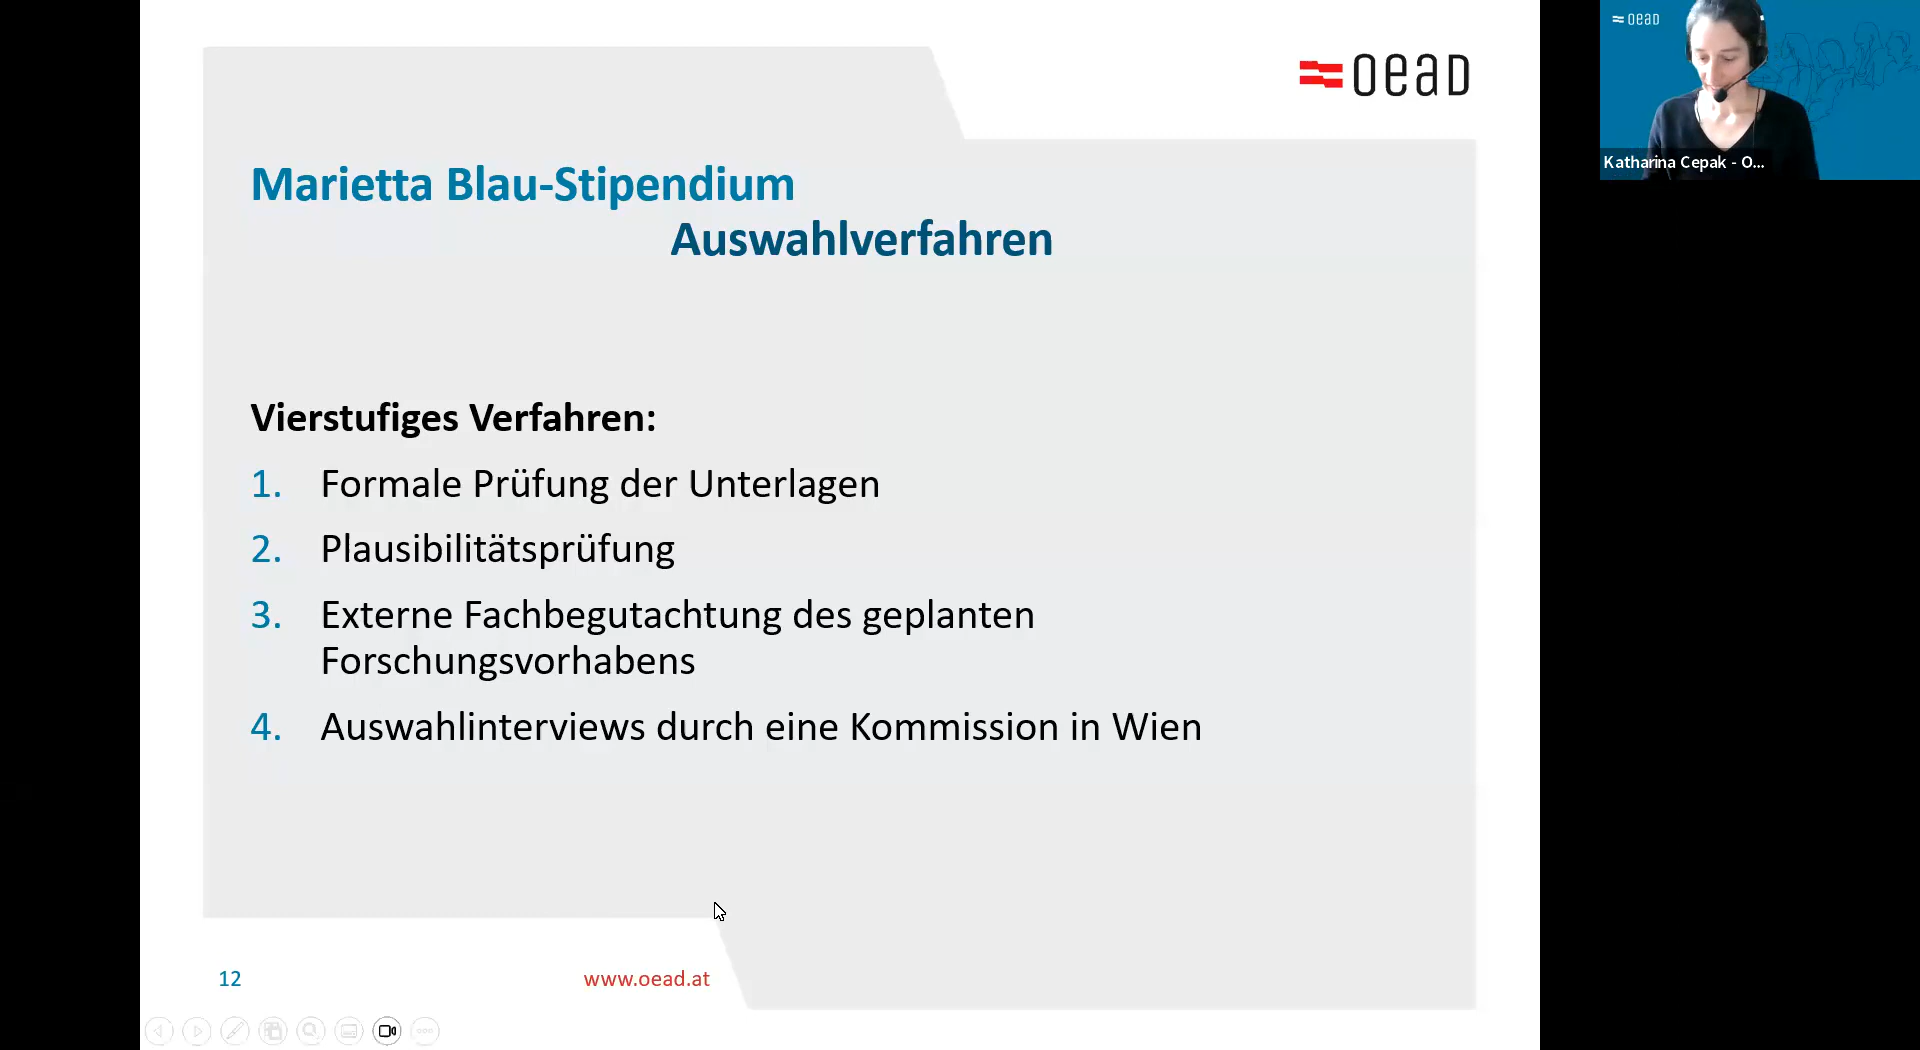 oead
Marietta Blau-Stipendium
Auswahlverfahren
Vierstufiges Verfahren:
1. Formale Prüfung der Unterlagen
2. Plausibilitätsprüfung
3. Externe Fachbegutachtung des geplanten
Forschungsvorhabens
4. Auswahlinterviews durch eine Kommission in Wien
12
www.oead.at
oead
Katharina Cepak - O...